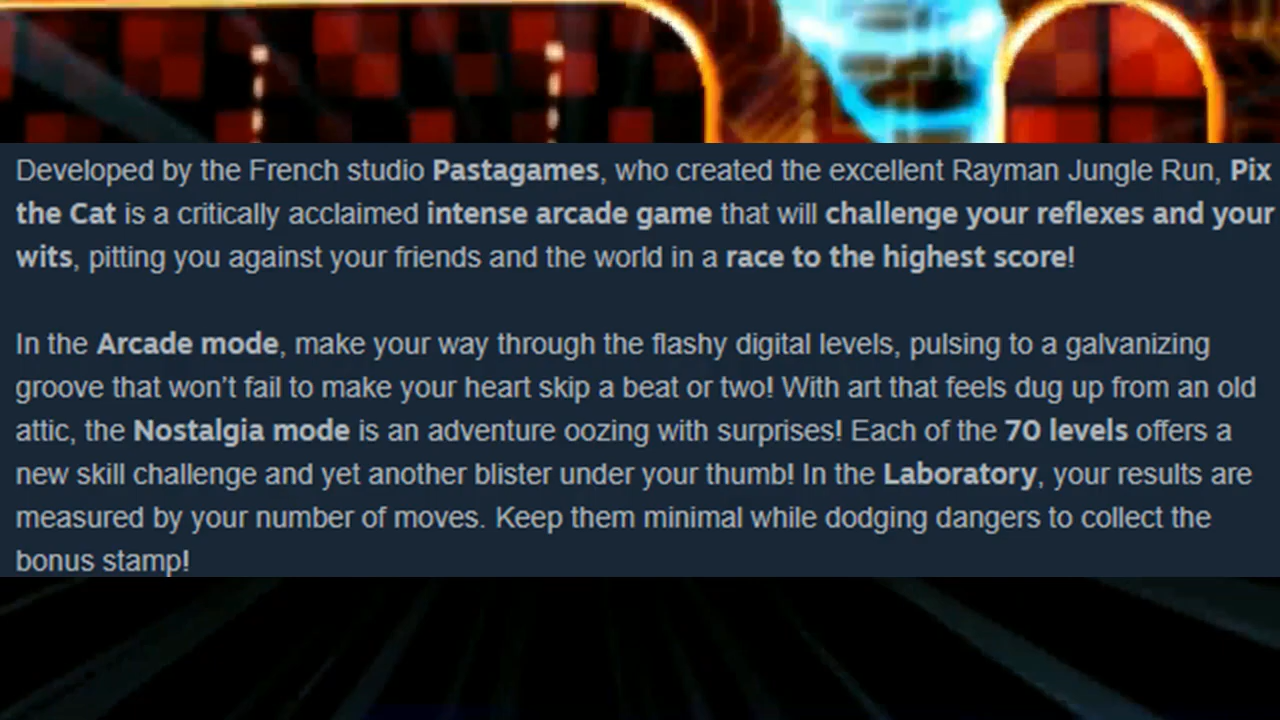 Developed by the French studio Pastagames, who created the excellent Rayman Jungle Run, Pix
the Cat is a critically acclaimed intense arcade game that will challenge your reflexes and your
wits, pitting you against your friends and the world in a race to the highest score!
In the Arcade mode, make your way through the flashy digital levels, pulsing to a galvanizing
groove that won’t fail to make your heart skip a beat or two! With art that feels dug up from an old
attic, the Nostalgia mode is an adventure oozing with surprises! Each of the 70 levels offers a
new skill challenge and yet another blister under your thumb! In the Laboratory, your results are
measured by your number of moves. Keep them minimal while dodging dangers to collect the
bonus stamp!